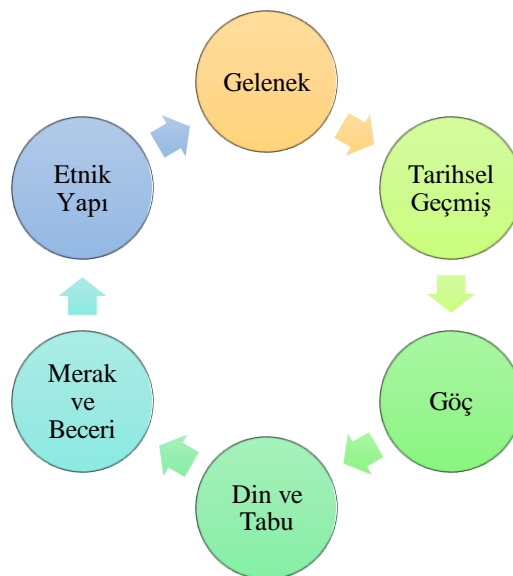 Gelenek
Tarihsel
Geçmiş
Göç
Din ve
Tabu
Merak
ve
Beceri
Etnik
Yapı